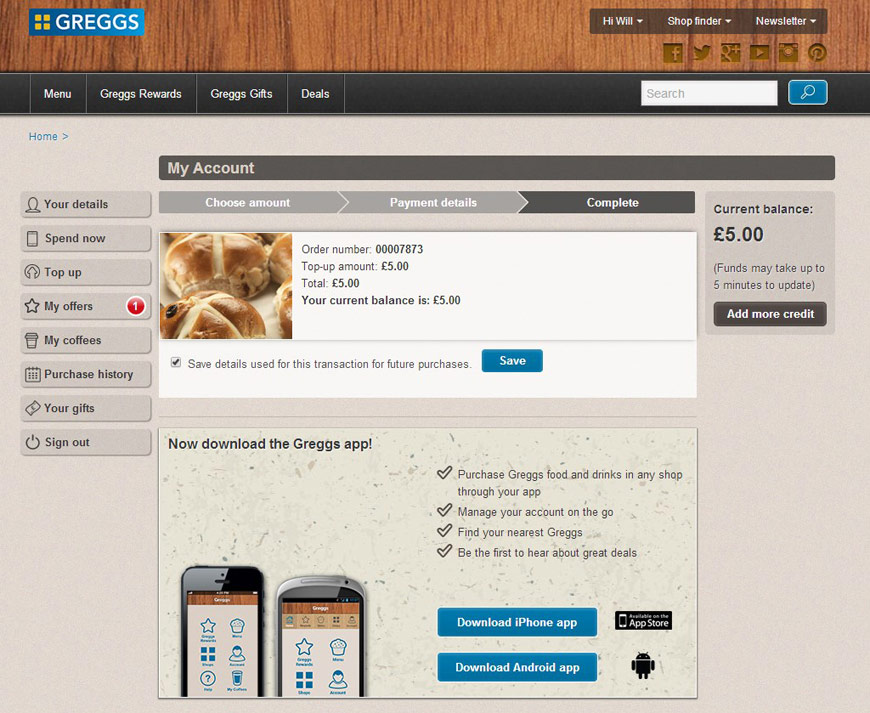 GREGGS
Hi Will
Shop finder
Newsletter
Menu
Greggs Rewards
Greggs Gifts
Deals
Search
Home >
My Account
Your details
Spend now
Top up
My offers
1
My coffees
Purchase history
Your gifts
Sign out
Choose amount
Payment details
Complete
Order number: 00007873
Top-up amount: £5.00
Total: £5.00
Your current balance is: £5.00
Save details used for this transaction for future purchases.
Save
Current balance:
£5.00
(Funds may take up to
5 minutes to update)
Add more credit
Now download the Greggs app!
Purchase Greggs food and drinks in any shop
through your app
Manage your account on the go
Find your nearest Greggs
Be the first to hear about great deals
Greggs
Greggs
Rewards
Menu
Shops
Account
Help
My Coffees
Greggs
Greggs
Rewards
Menu
Shops
Account
Download iPhone app
Available on the
App Store
Download Android app